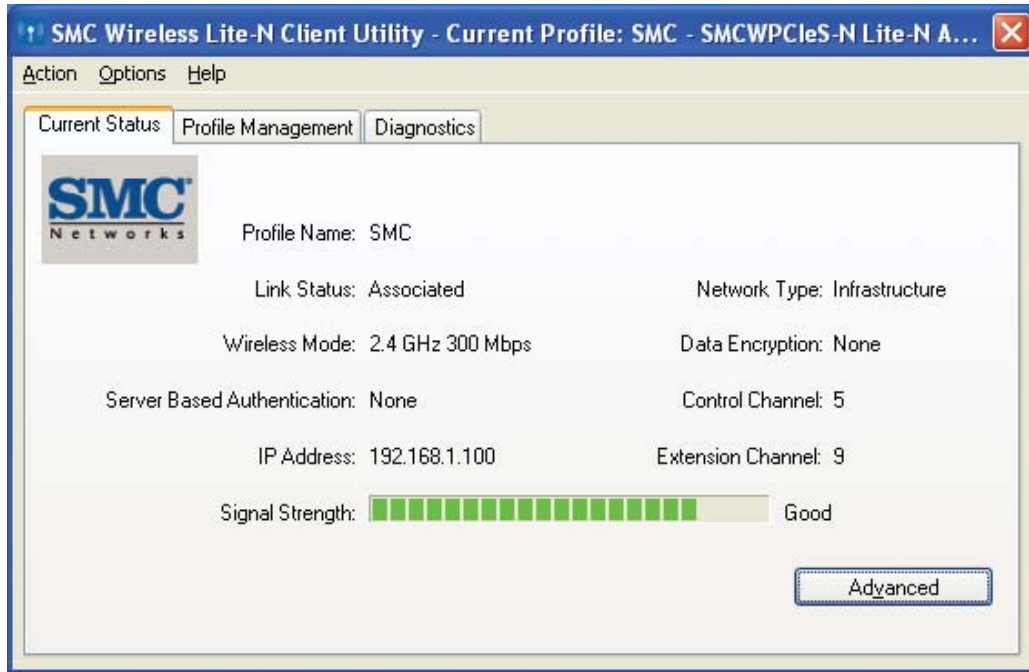 SMC Wireless Lite-N Client Utility - Current Profile: SMC - SMCWPCIeS-N Lite-N A...
Action Options Help
Current Status Profile Management Diagnostics
SMC
Networks
Profile Name: SMC
Link Status: Associated Network Type: Infrastructure
Wireless Mode: 2.4 GHz 300 Mbps Data Encryption: None
Server Based Authentication: None Control Channel: 5
IP Address: 192.168.1.100 Extension Channel: 9
Signal Strength: Good
Advanced